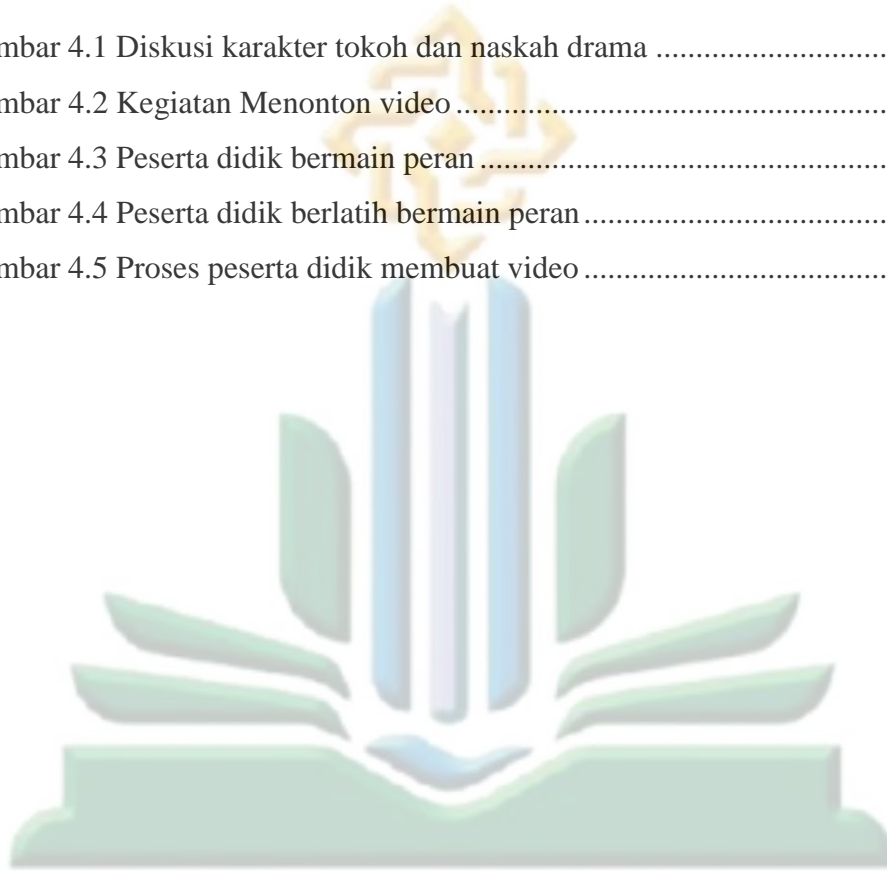 mbar 4.1 Diskusi karakter tokoh dan naskah drama ................................
mbar 4.2 Kegiatan Menonton video ............................................................
mbar 4.3 Peserta didik bermain peran ........................................................
mbar 4.4 Peserta didik berlatih bermain peran ..........................................
mbar 4.5 Proses peserta didik membuat video ..........................................